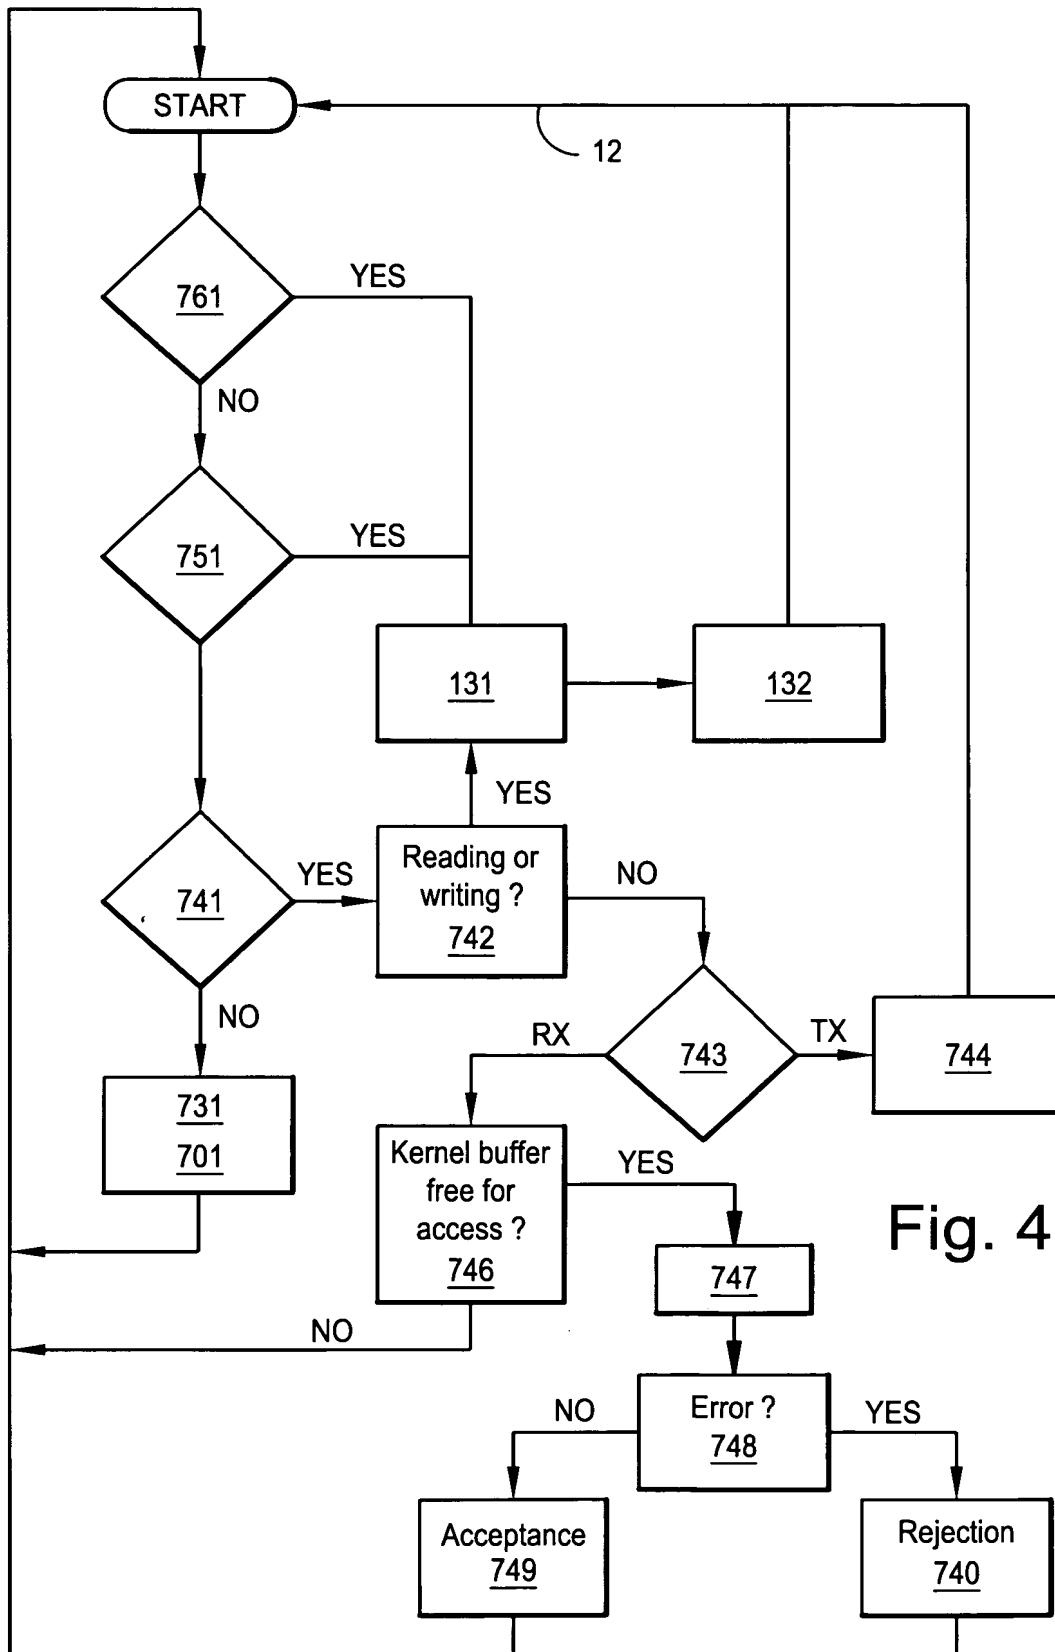 START
12
761
YES
NO
751
YES
131
132
YES
741
YES
Reading or
writing ?
742
NO
NO
RX
743
TX
744
731
701
Kernel buffer
free for
access ?
746
YES
Fig. 4
747
NO
NO
Error ?
748
YES
Acceptance
749
Rejection
740